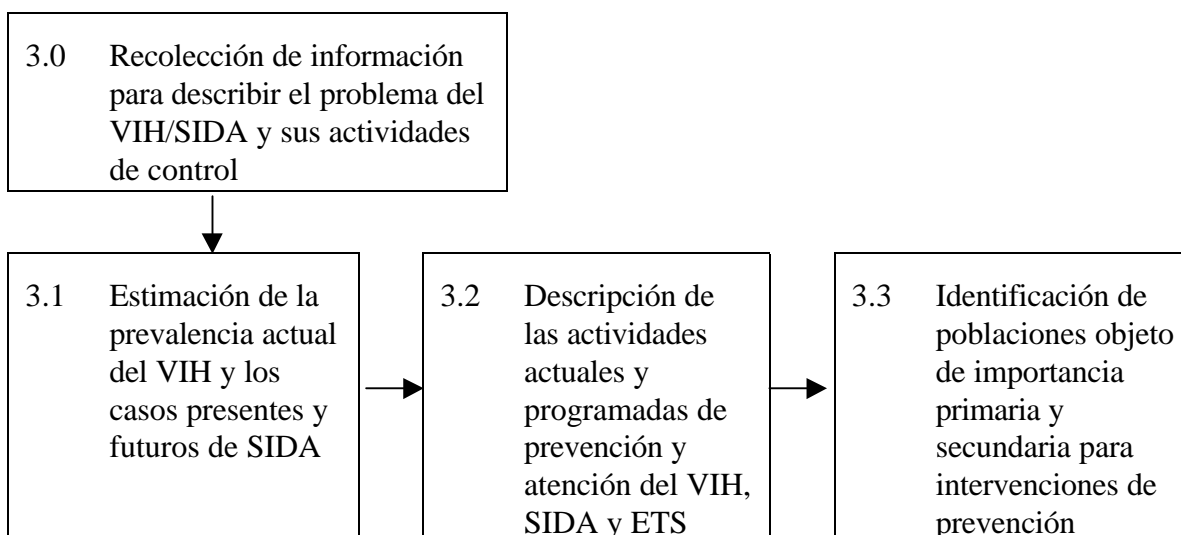 3.0 Recolección de información
para describir el problema del
VIH/SIDA y sus actividades
de control
3.1 Estimación de la
prevalencia actual
del VIH y los
casos presentes y
futuros de SIDA
3.2 Descripción de
las actividades
actuales y
programadas de
prevención y
atención del VIH,
SIDA y ETS
3.3 Identificación de
poblaciones objeto
de importancia
primaria y
secundaria para
intervenciones de
prevención